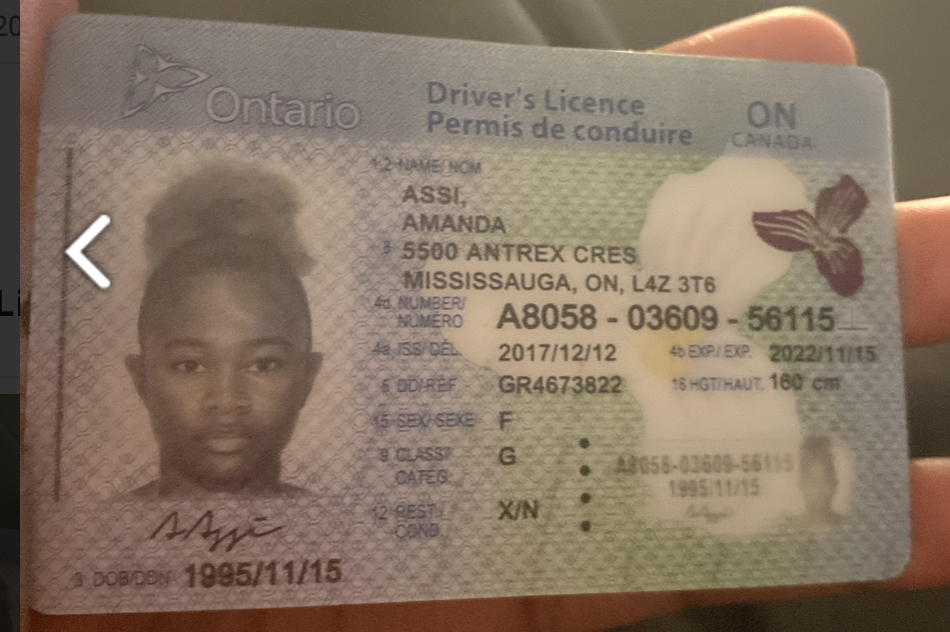 20
Li
Ontario
Driver's Licence
Permis de conduire
ON
CANADA
1,2 NAME/NOM
ASSI,
AMANDA
8 5500 ANTREX CRES
MISSISSAUGA, ON, L4Z 3T6
4d NUMBER/
NUMÉRO
A8058 - 03609 - 56115
4a ISS/DÉL. 2017/12/12 4b EXP./EXP. 2022/11/15
5 DD/REF GR4673822 16 HGT/HAUT. 160 cm
15 SEX/SEXE F
9 CLASS/
CATEG. G
12 REST./
COND. X/N
A8058-03609-56115
1995/11/15
3 DOB/DDN 1995/11/15